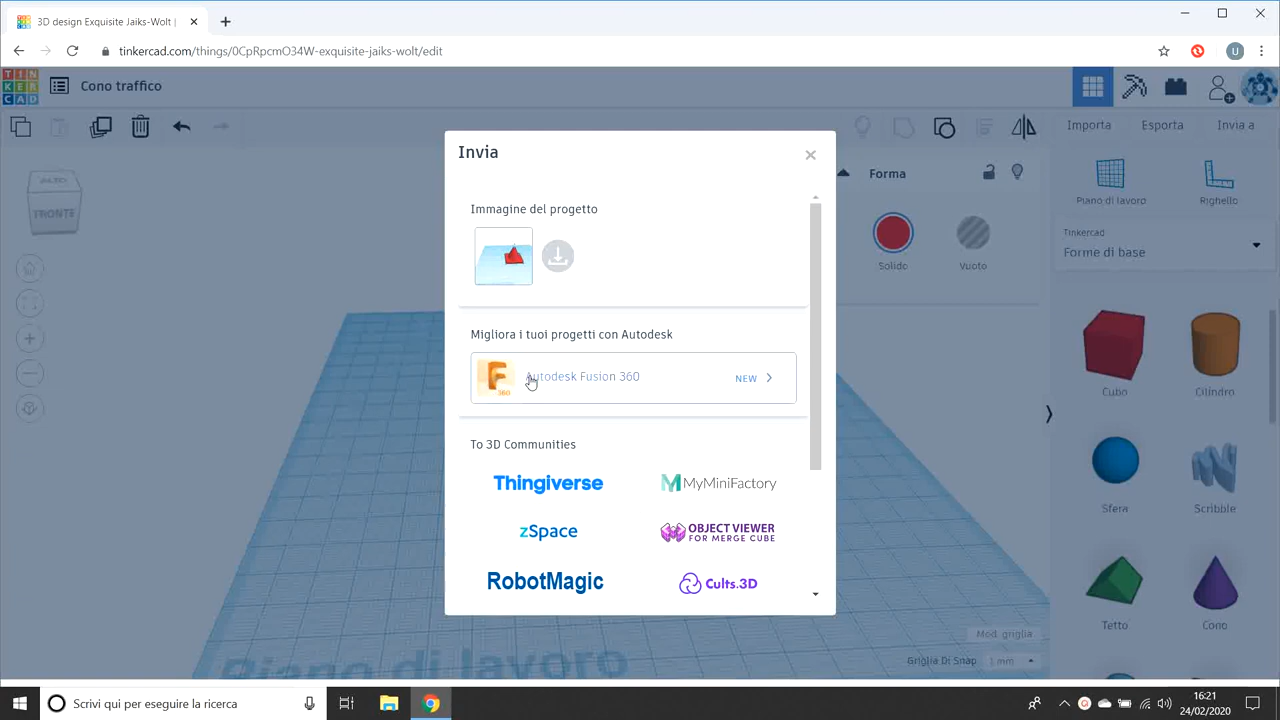 3D design Exquisite Jaiks-Wolt |
tinkercad.com/things/0CpRpcmO34W-exquisite-jaiks-wolt/edit
U
TIN
KER
CAD
Cono traffico
Importa
Esporta
Invia a
FRONTE
Invia
Immagine del progetto
Migliora i tuoi progetti con Autodesk
360
Autodesk Fusion 360
NEW
To 3D Communities
Thingiverse
MyMiniFactory
zSpace
OBJECT VIEWER
FOR MERGE CUBE
RobotMagic
Cults.3D
Forma
Solido
Vuoto
Piano di lavoro
Righello
Tinkercad
Forme di base
Cubo
Cilindro
Sfera
Scribble
Tetto
Cono
Mod. griglia
Griglia Di Snap
1 mm
Piano di lavoro
Scrivi qui per eseguire la ricerca
16:21
24/02/2020